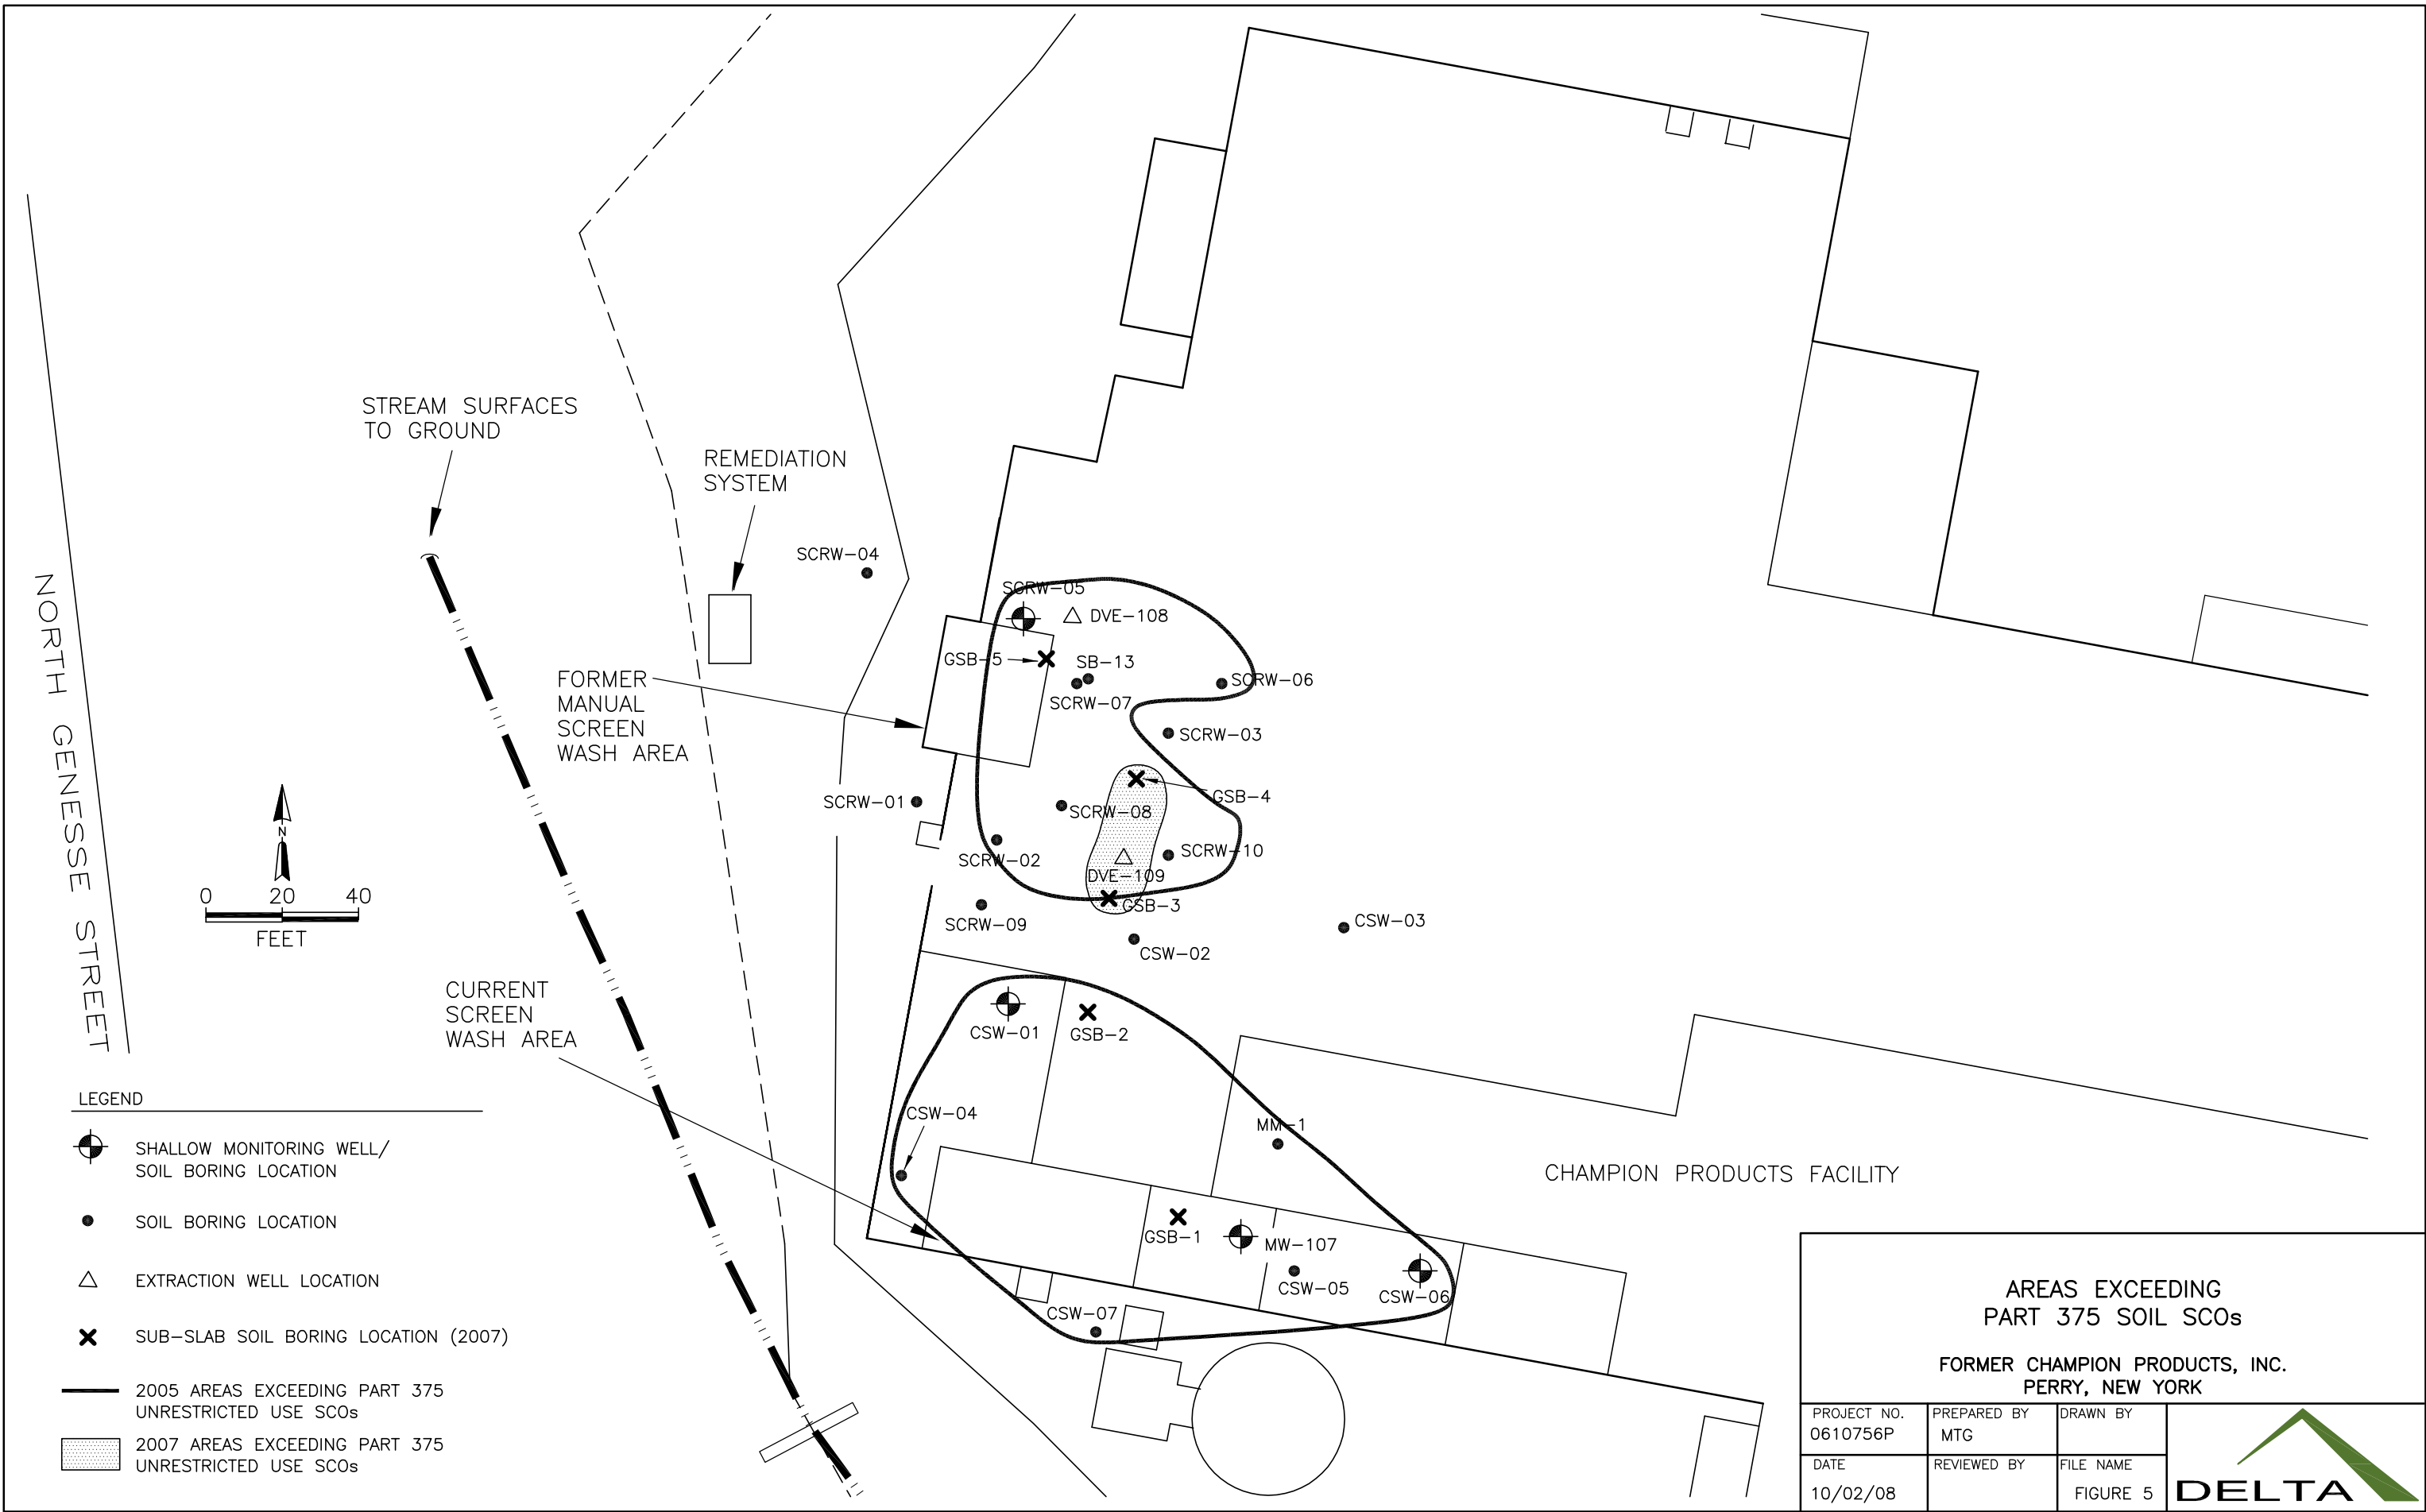 STREAM SURFACES
TO GROUND
REMEDIATION
SYSTEM
SCRW-04
SCRW-05
DVE-108
GSB-5
SB-13
SCRW-07
SCRW-06
FORMER
MANUAL
SCREEN
WASH AREA
SCRW-03
NORTH GENESSE STREET
SCRW-01
GSB-4
SCRW-08
SCRW-02
SCRW-10
DVE-109
GSB-3
SCRW-09
CSW-03
CSW-02
N
0 20 40
FEET
CURRENT
SCREEN
WASH AREA
CSW-01
GSB-2
CSW-04
MM-1
CHAMPION PRODUCTS FACILITY
GSB-1
MW-107
CSW-05
CSW-06
CSW-07
LEGEND
SHALLOW MONITORING WELL/
SOIL BORING LOCATION
SOIL BORING LOCATION
EXTRACTION WELL LOCATION
SUB-SLAB SOIL BORING LOCATION (2007)
2005 AREAS EXCEEDING PART 375
UNRESTRICTED USE SCOs
2007 AREAS EXCEEDING PART 375
UNRESTRICTED USE SCOs
AREAS EXCEEDING
PART 375 SOIL SCOs
FORMER CHAMPION PRODUCTS, INC.
PERRY, NEW YORK
PROJECT NO.
0610756P
PREPARED BY
MTG
DRAWN BY
DATE
10/02/08
REVIEWED BY
FILE NAME
FIGURE 5
DELTA